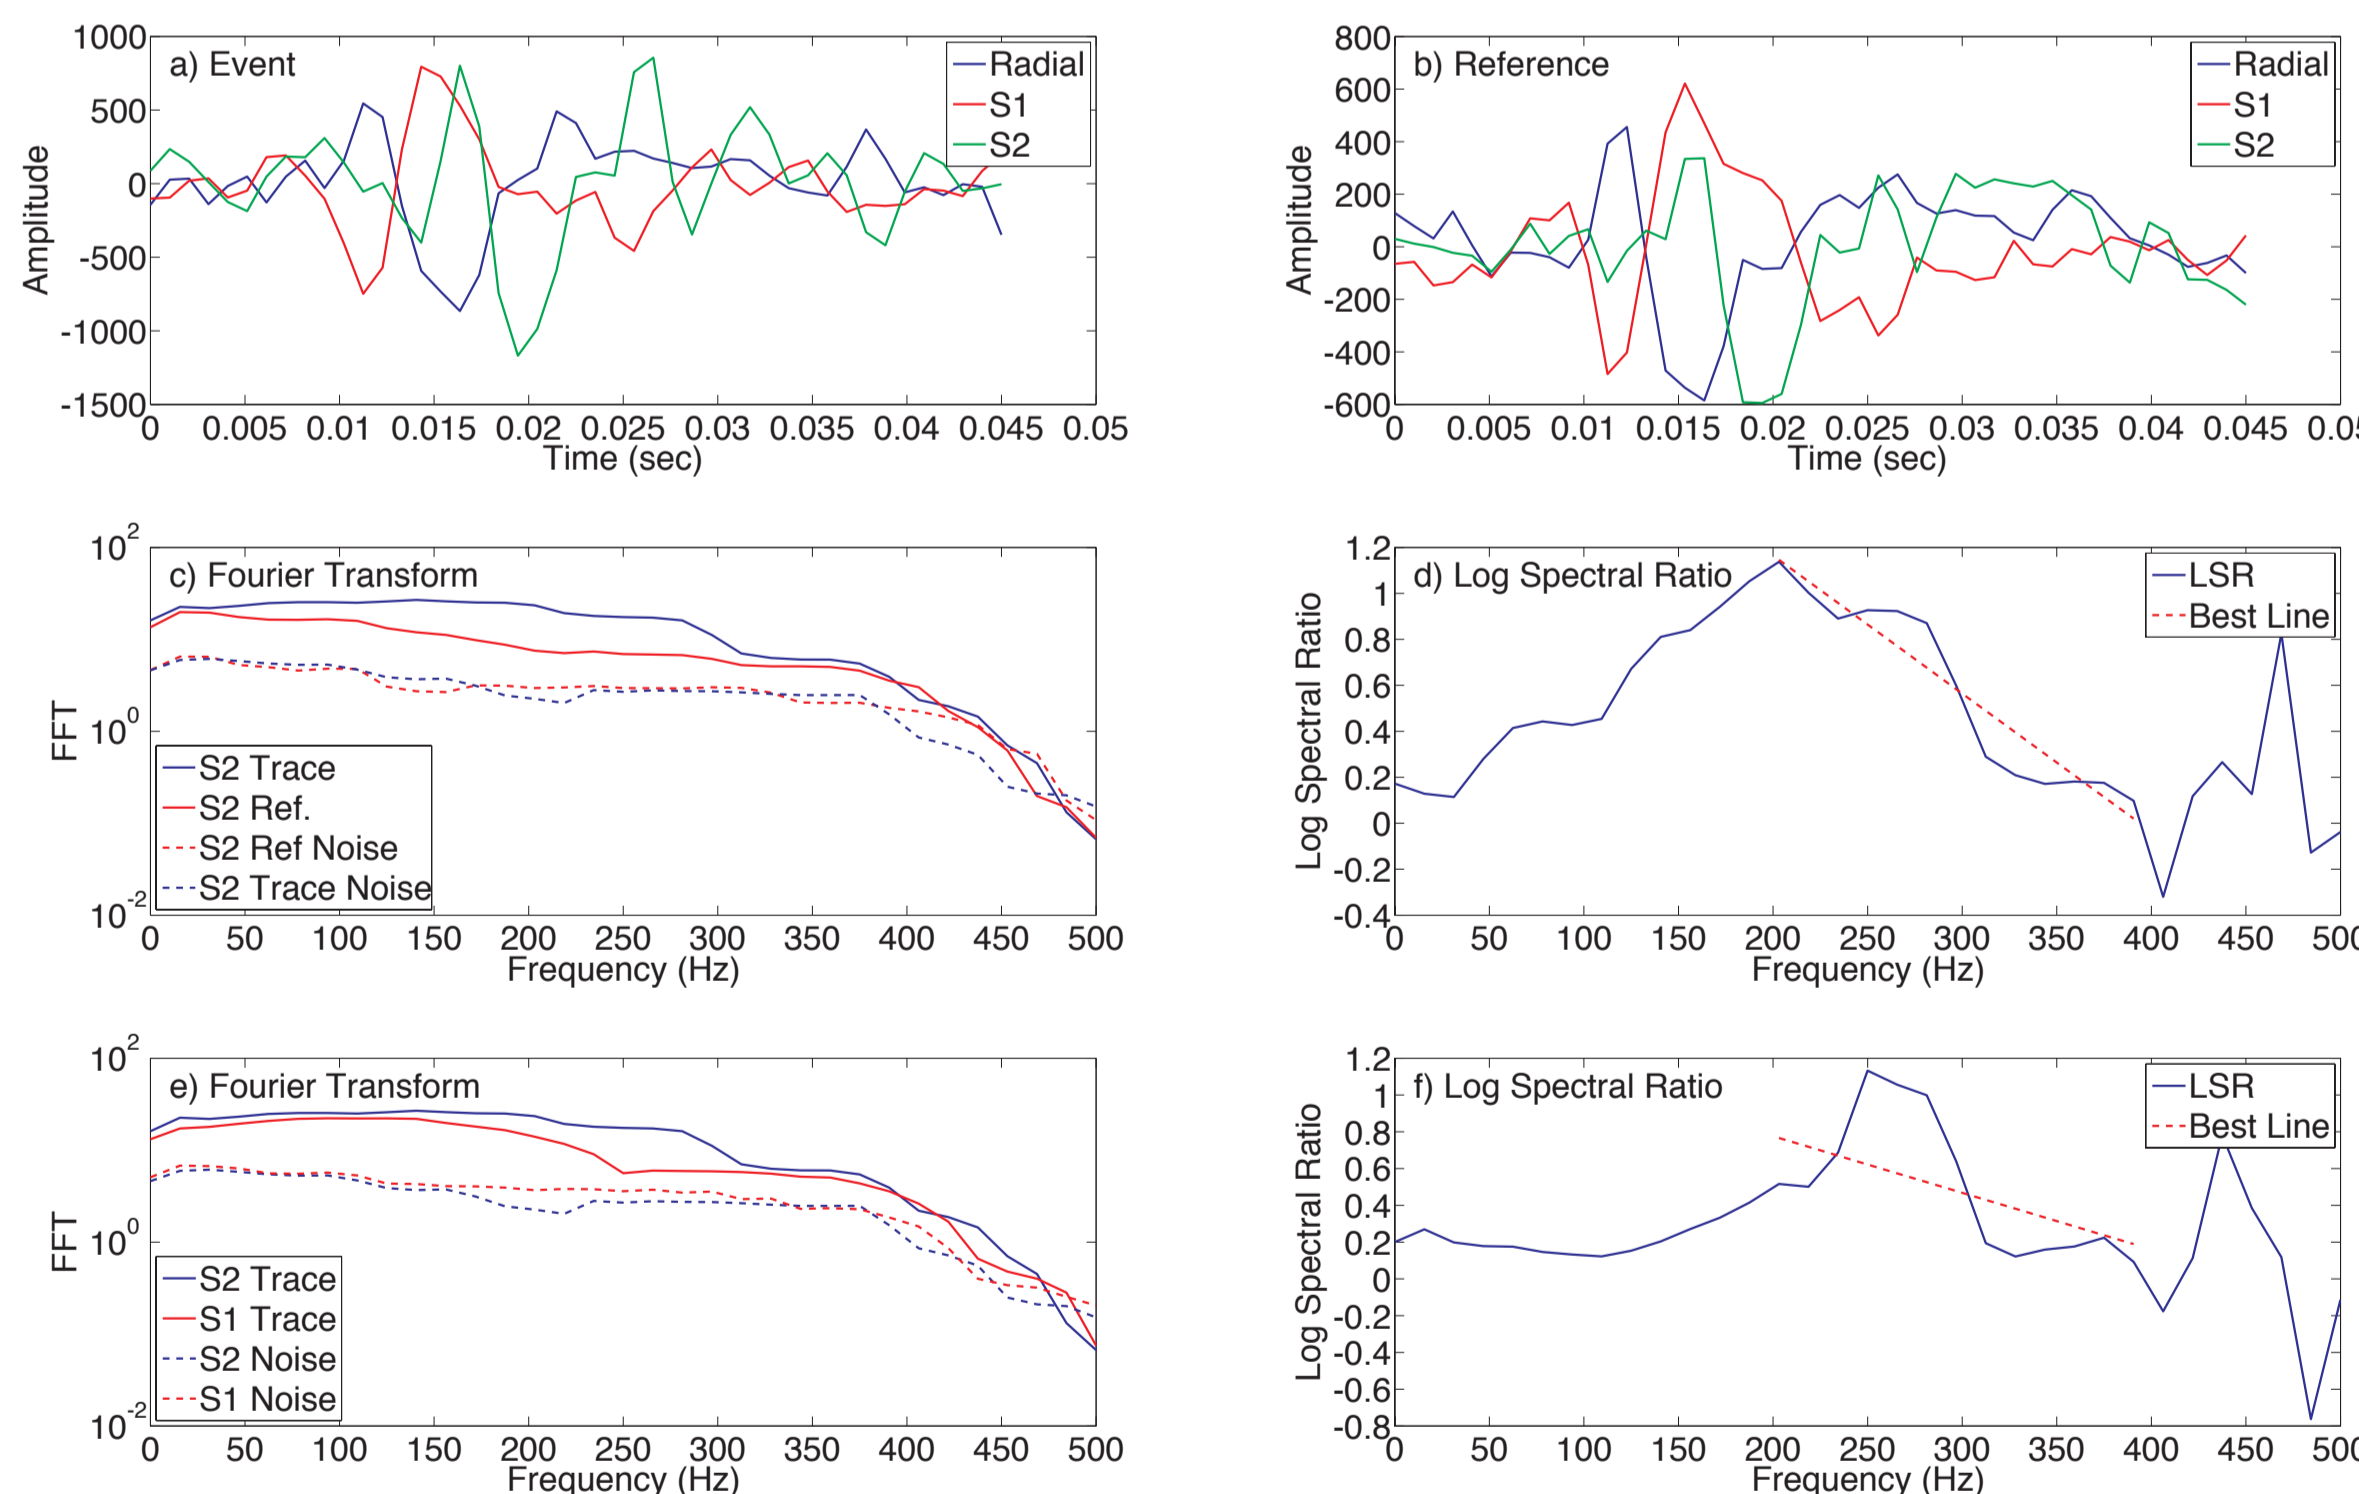 a) Event
Radial
S1
S2
1000
500
0
-500
-1000
-1500
Amplitude
0 0.005 0.01 0.015 0.02 0.025 0.03 0.035 0.04 0.045 0.05
Time (sec)
b) Reference
Radial
S1
S2
800
600
400
200
0
-200
-400
-600
Amplitude
0 0.005 0.01 0.015 0.02 0.025 0.03 0.035 0.04 0.045 0.05
Time (sec)
c) Fourier Transform
10^2
10^0
10^-2
FFT
S2 Trace
S2 Ref.
S2 Ref Noise
S2 Trace Noise
0 50 100 150 200 250 300 350 400 450 500
Frequency (Hz)
d) Log Spectral Ratio
LSR
Best Line
1.2
1
0.8
0.6
0.4
0.2
0
-0.2
-0.4
Log Spectral Ratio
0 50 100 150 200 250 300 350 400 450 500
Frequency (Hz)
e) Fourier Transform
10^2
10^0
10^-2
FFT
S2 Trace
S1 Trace
S2 Noise
S1 Noise
0 50 100 150 200 250 300 350 400 450 500
Frequency (Hz)
f) Log Spectral Ratio
LSR
Best Line
1.2
1
0.8
0.6
0.4
0.2
0
-0.2
-0.4
-0.6
-0.8
Log Spectral Ratio
0 50 100 150 200 250 300 350 400 450 500
Frequency (Hz)